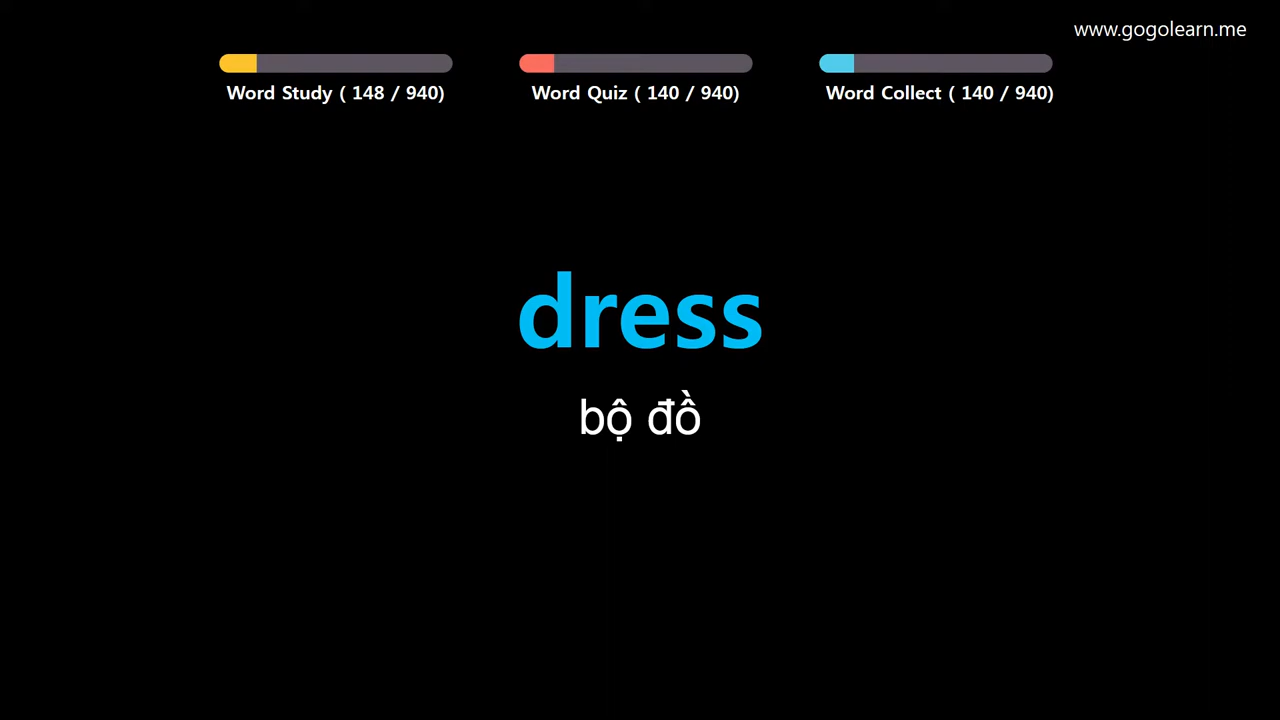 www.gogolearn.me
Word Study ( 148 / 940)
Word Quiz ( 140 / 940)
Word Collect ( 140 / 940)
dress
bộ đồ